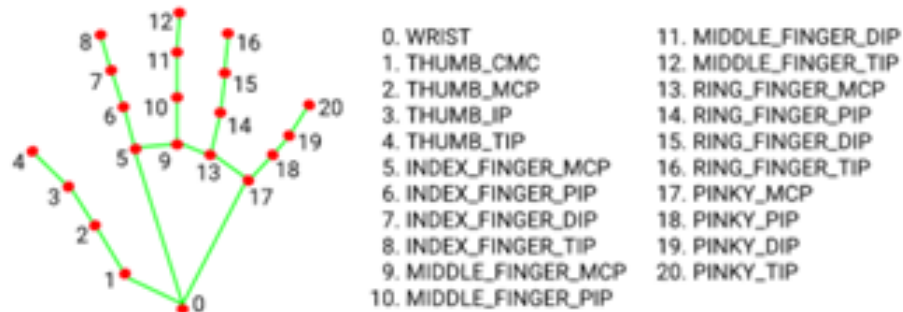 12
8
16
11
7
15
20
6
10
14
4
19
5
9
18
13
3
17
2
1
0
0. WRIST
1. THUMB_CMC
2. THUMB_MCP
3. THUMB_IP
4. THUMB_TIP
5. INDEX_FINGER_MCP
6. INDEX_FINGER_PIP
7. INDEX_FINGER_DIP
8. INDEX_FINGER_TIP
9. MIDDLE_FINGER_MCP
10. MIDDLE_FINGER_PIP
11. MIDDLE_FINGER_DIP
12. MIDDLE_FINGER_TIP
13. RING_FINGER_MCP
14. RING_FINGER_PIP
15. RING_FINGER_DIP
16. RING_FINGER_TIP
17. PINKY_MCP
18. PINKY_PIP
19. PINKY_DIP
20. PINKY_TIP